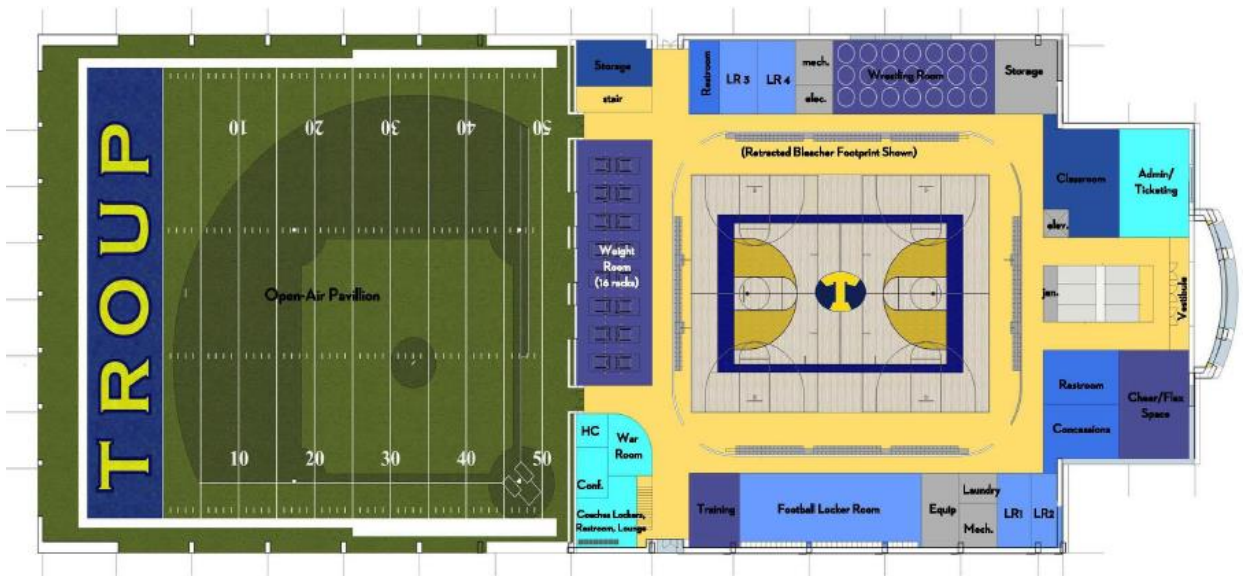 TROUP
10 20 30 40 50
Open-Air Pavillion
10 20 30 40 50
Storage
stair
Weight
Room
(16 racks)
HC
War
Room
Conf.
Coaches Lockers,
Restroom, Lounge
Restroom
LR 3
LR 4
mech.
elec.
Wrestling Room
Storage
(Retracted Bleacher Footprint Shown)
T
Classroom
Admin/
Ticketing
elev.
jan.
Vestibule
Restroom
Concessions
Cheer/Flex
Space
Training
Football Locker Room
Equip
Laundry
Mech.
LR1
LR2